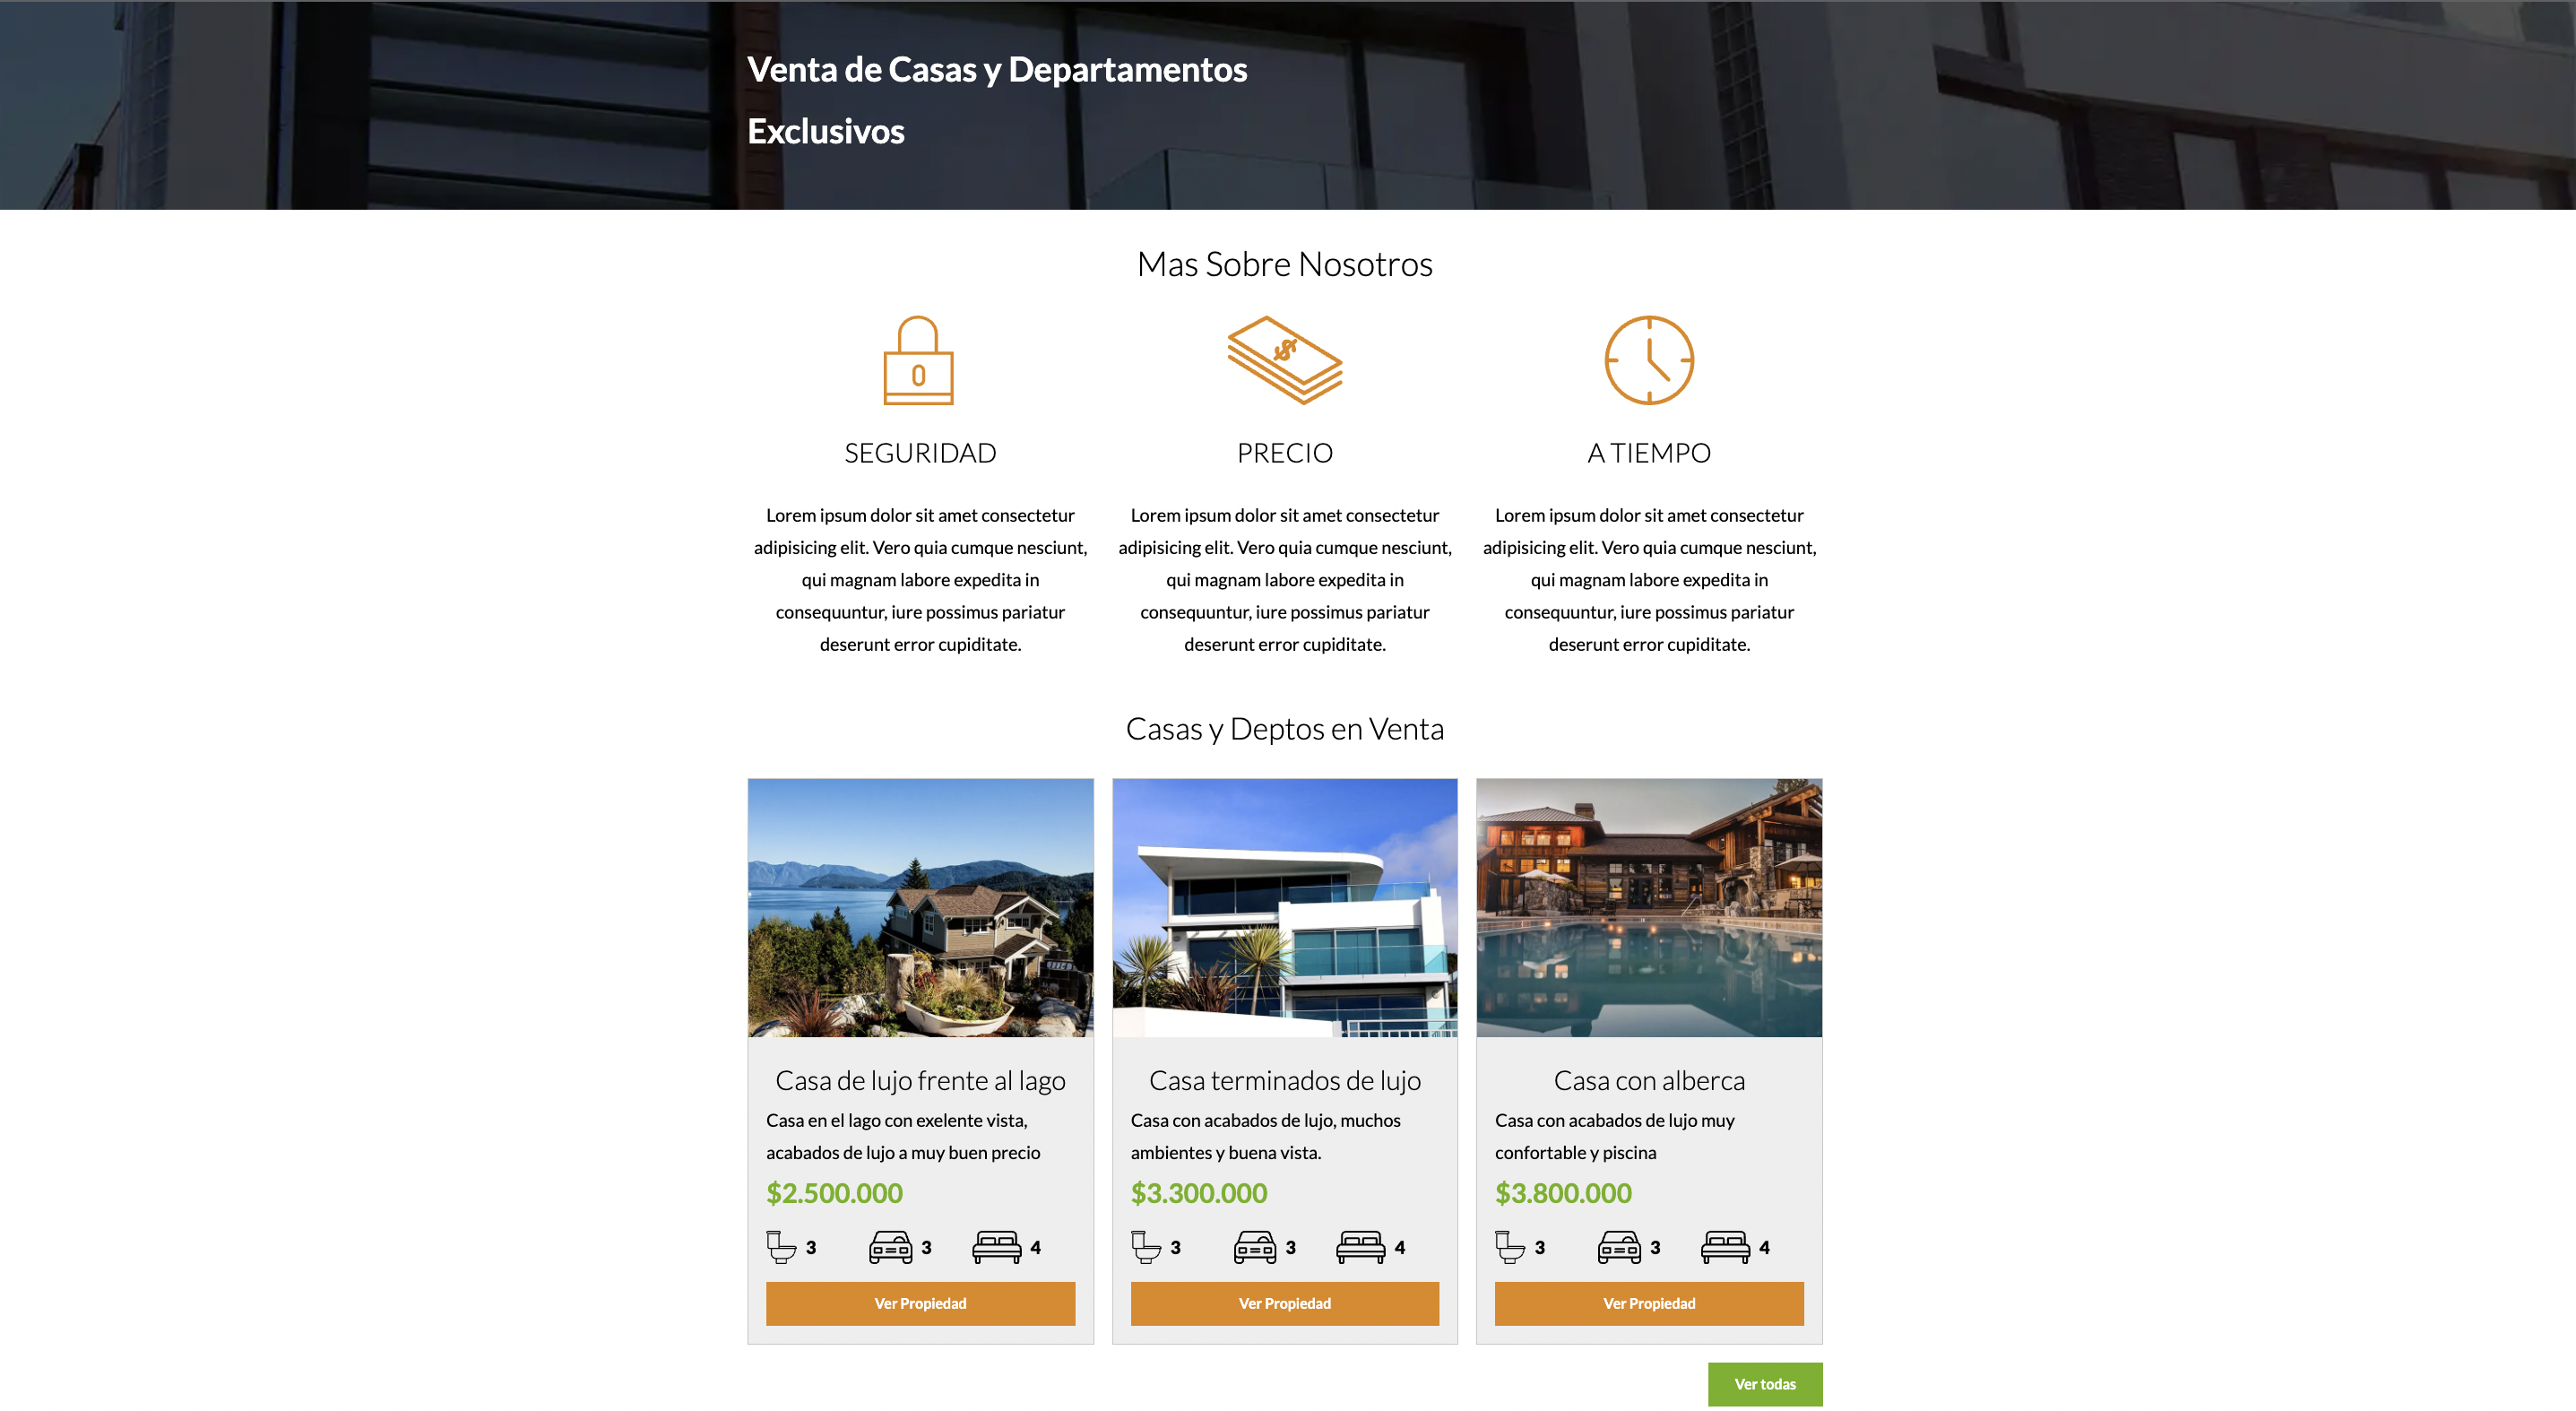 Venta de Casas y Departamentos
Exclusivos
Mas Sobre Nosotros
SEGURIDAD
Lorem ipsum dolor sit amet consectetur
adipisicing elit. Vero quia cumque nesciunt,
qui magnam labore expedita in
consequuntur, iure possimus pariatur
deserunt error cupiditate.
PRECIO
Lorem ipsum dolor sit amet consectetur
adipisicing elit. Vero quia cumque nesciunt,
qui magnam labore expedita in
consequuntur, iure possimus pariatur
deserunt error cupiditate.
A TIEMPO
Lorem ipsum dolor sit amet consectetur
adipisicing elit. Vero quia cumque nesciunt,
qui magnam labore expedita in
consequuntur, iure possimus pariatur
deserunt error cupiditate.
Casas y Deptos en Venta
Casa de lujo frente al lago
Casa en el lago con exelente vista,
acabados de lujo a muy buen precio
$2.500.000
3 3 4
Ver Propiedad
Casa terminados de lujo
Casa con acabados de lujo, muchos
ambientes y buena vista.
$3.300.000
3 3 4
Ver Propiedad
Casa con alberca
Casa con acabados de lujo muy
confortable y piscina
$3.800.000
3 3 4
Ver Propiedad
Ver todas